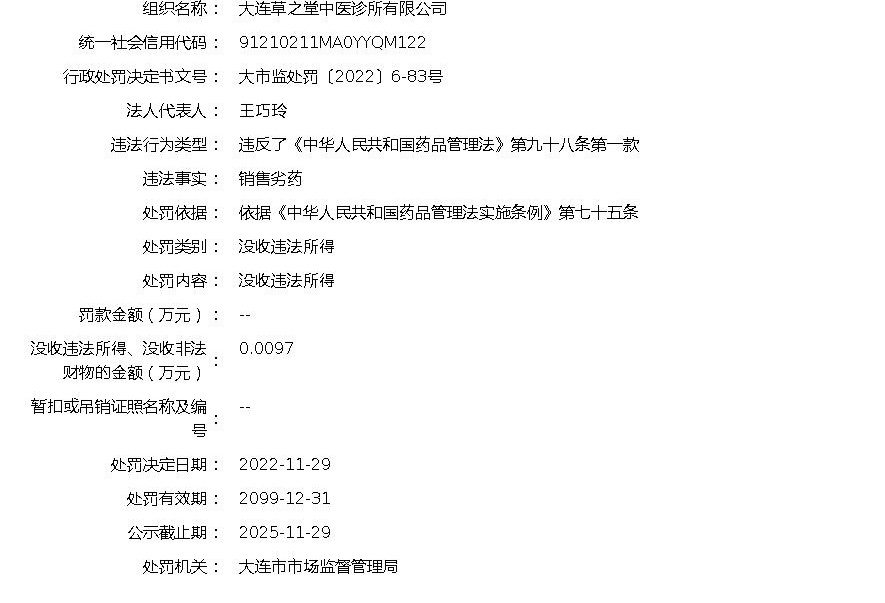 组织名称： 大连草之堂中医诊所有限公司
统一社会信用代码： 91210211MA0YYQM122
行政处罚决定书文号： 大市监处罚〔2022〕6-83号
法人代表人： 王巧玲
违法行为类型： 违反了《中华人民共和国药品管理法》第九十八条第一款
违法事实： 销售劣药
处罚依据： 依据《中华人民共和国药品管理法实施条例》第七十五条
处罚类别： 没收违法所得
处罚内容： 没收违法所得
罚款金额（万元）： --
没收违法所得、没收非法
财物的金额（万元）： 0.0097
暂扣或吊销证照名称及编
号： --
处罚决定日期： 2022-11-29
处罚有效期： 2099-12-31
公示截止期： 2025-11-29
处罚机关： 大连市市场监督管理局